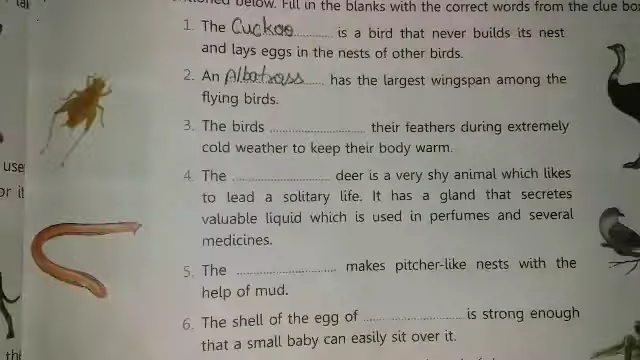 below. Fill in the blanks with the correct words from the clue box
1. The Cuckoo .............. is a bird that never builds its nest
and lays eggs in the nests of other birds.
2. An Albatrass ..... has the largest wingspan among the
flying birds.
3. The birds .............................. their feathers during extremely
cold weather to keep their body warm.
4. The .............................. deer is a very shy animal which likes
to lead a solitary life. It has a gland that secretes
valuable liquid which is used in perfumes and several
medicines.
5. The .............................. makes pitcher-like nests with the
help of mud.
6. The shell of the egg of .............................. is strong enough
that a small baby can easily sit over it.
use
or it